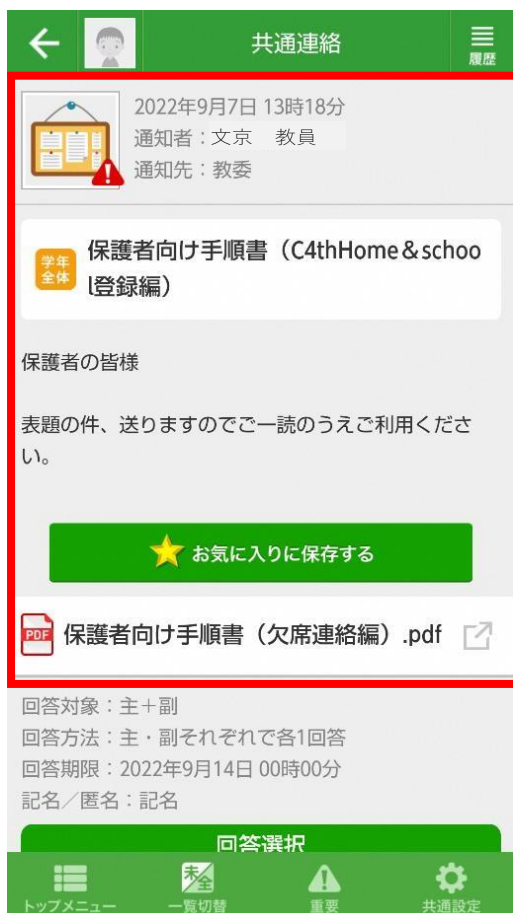 共通連絡
履歴
2022年9月7日 13時18分
通知者：文京　教員
通知先：教委
学年
全体
保護者向け手順書（C4thHome＆schoo
l登録編）
保護者の皆様
表題の件、送りますのでご一読のうえご利用くださ
い。
お気に入りに保存する
PDF
保護者向け手順書（欠席連絡編）.pdf
回答対象：主＋副
回答方法：主・副それぞれで各1回答
回答期限：2022年9月14日 00時00分
記名／匿名：記名
回答選択
トップメニュー
未
全
一覧切替
重要
共通設定